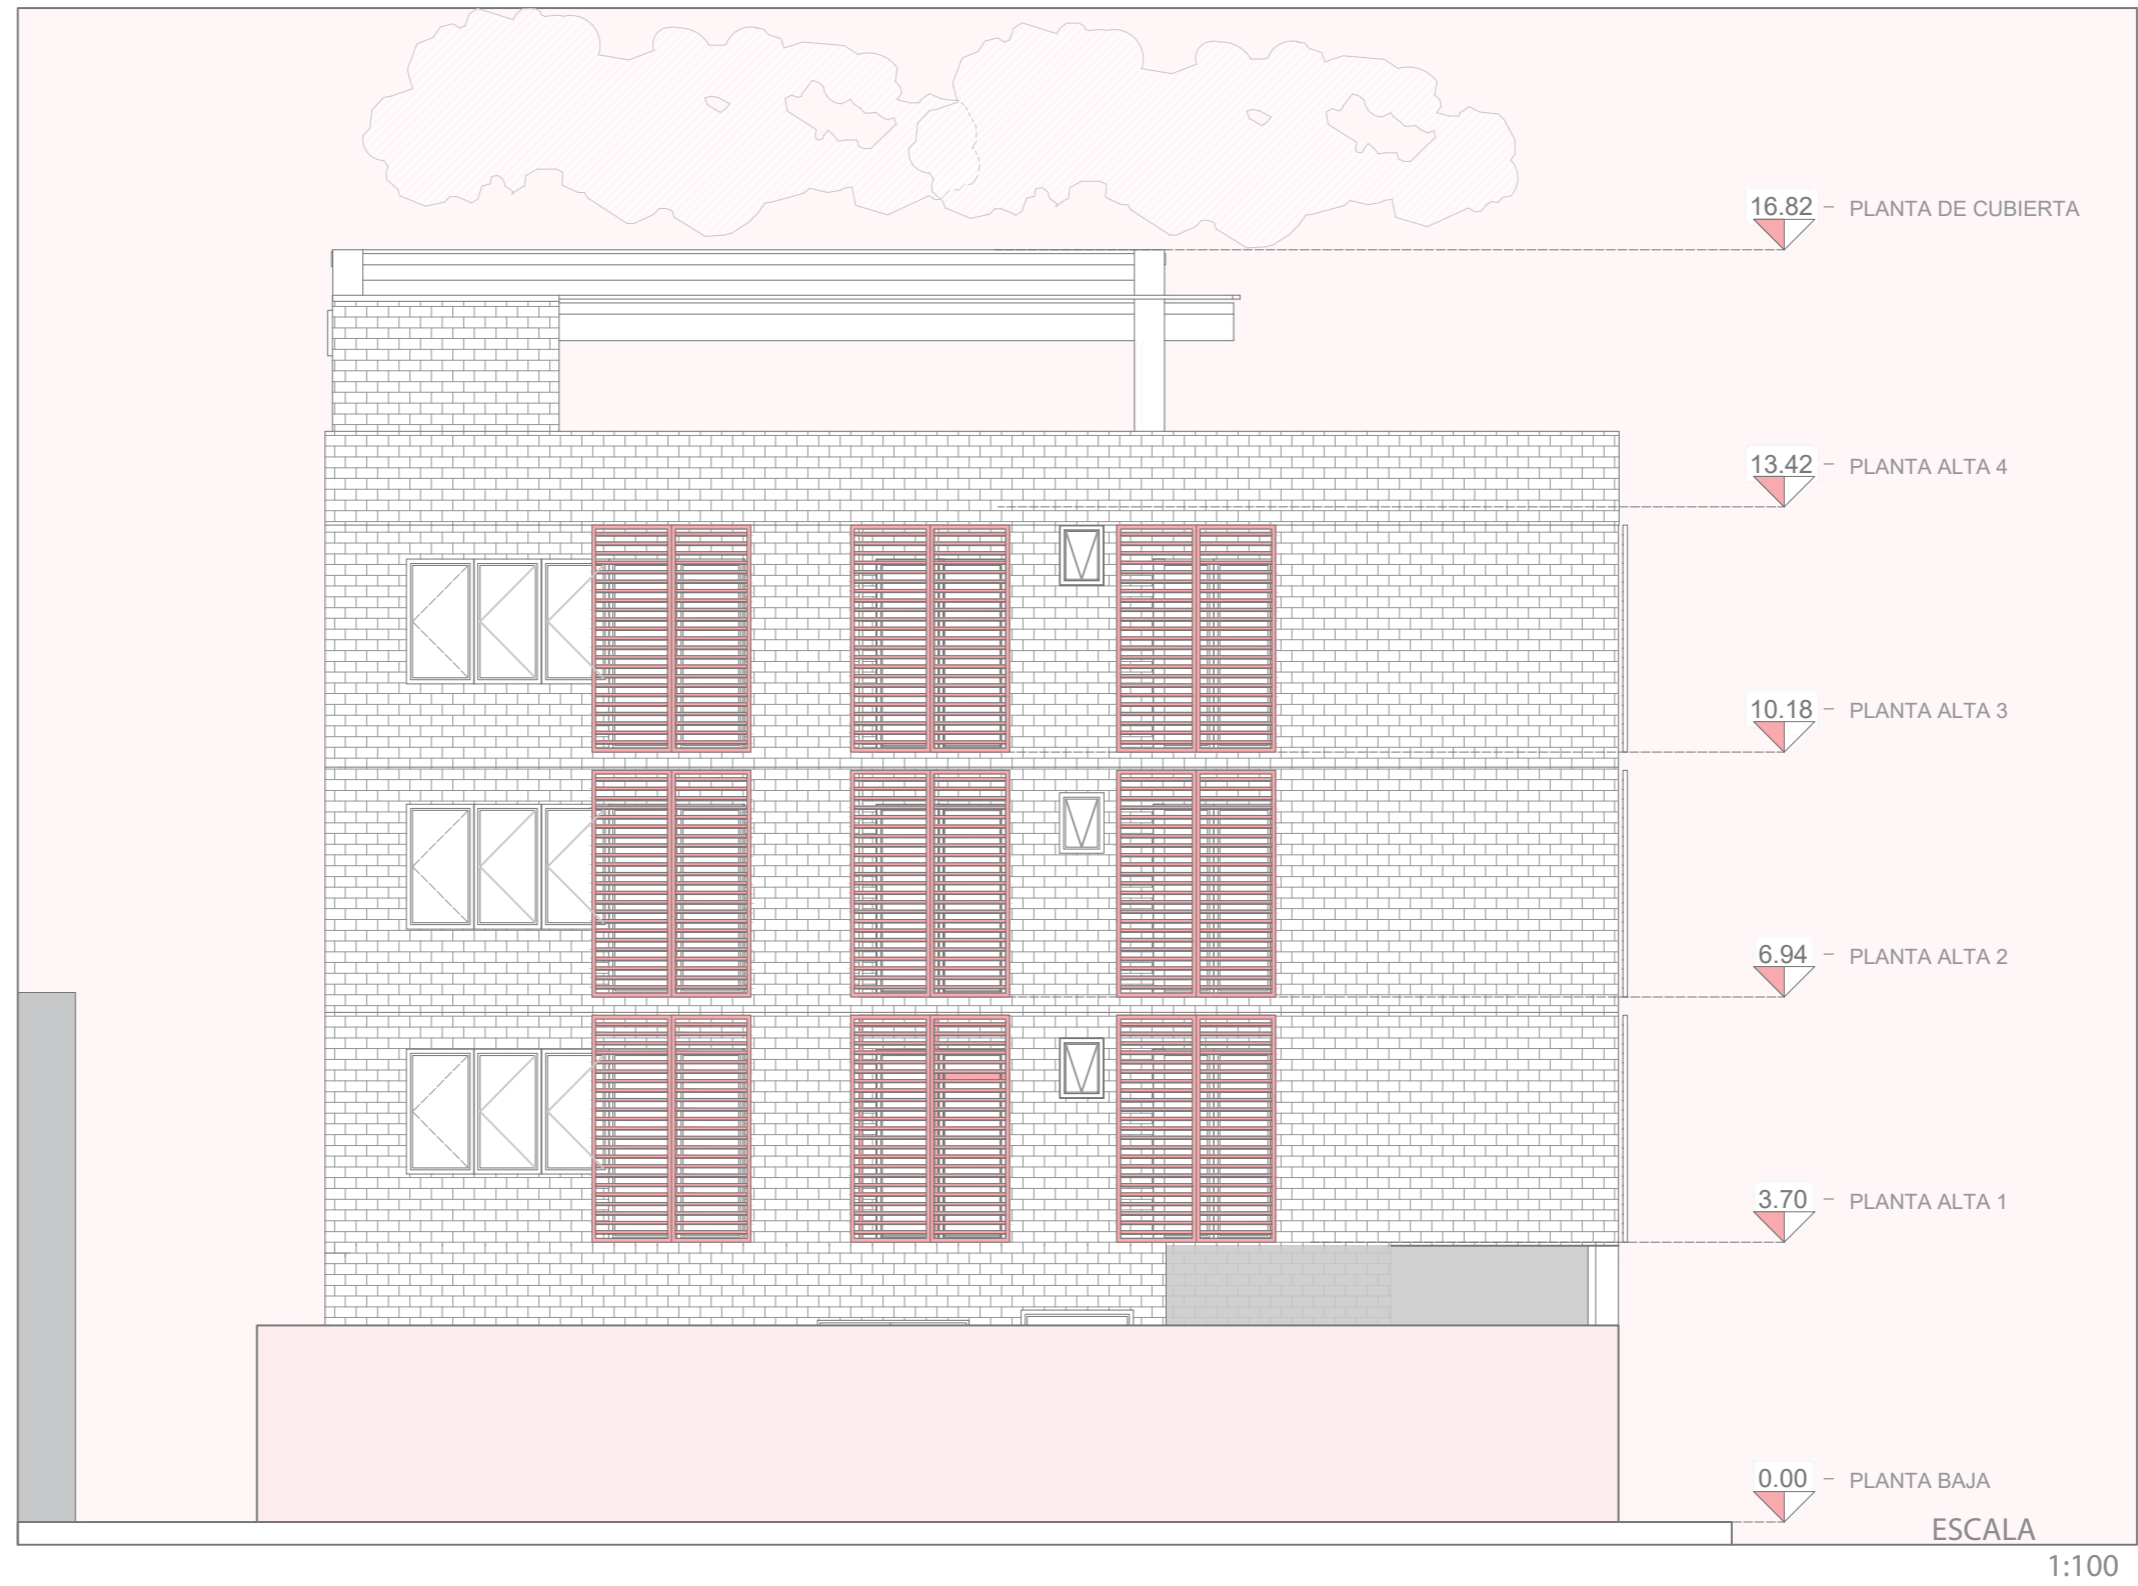 16.82 – PLANTA DE CUBIERTA
13.42 – PLANTA ALTA 4
10.18 – PLANTA ALTA 3
6.94 – PLANTA ALTA 2
3.70 – PLANTA ALTA 1
0.00 – PLANTA BAJA
ESCALA
1:100